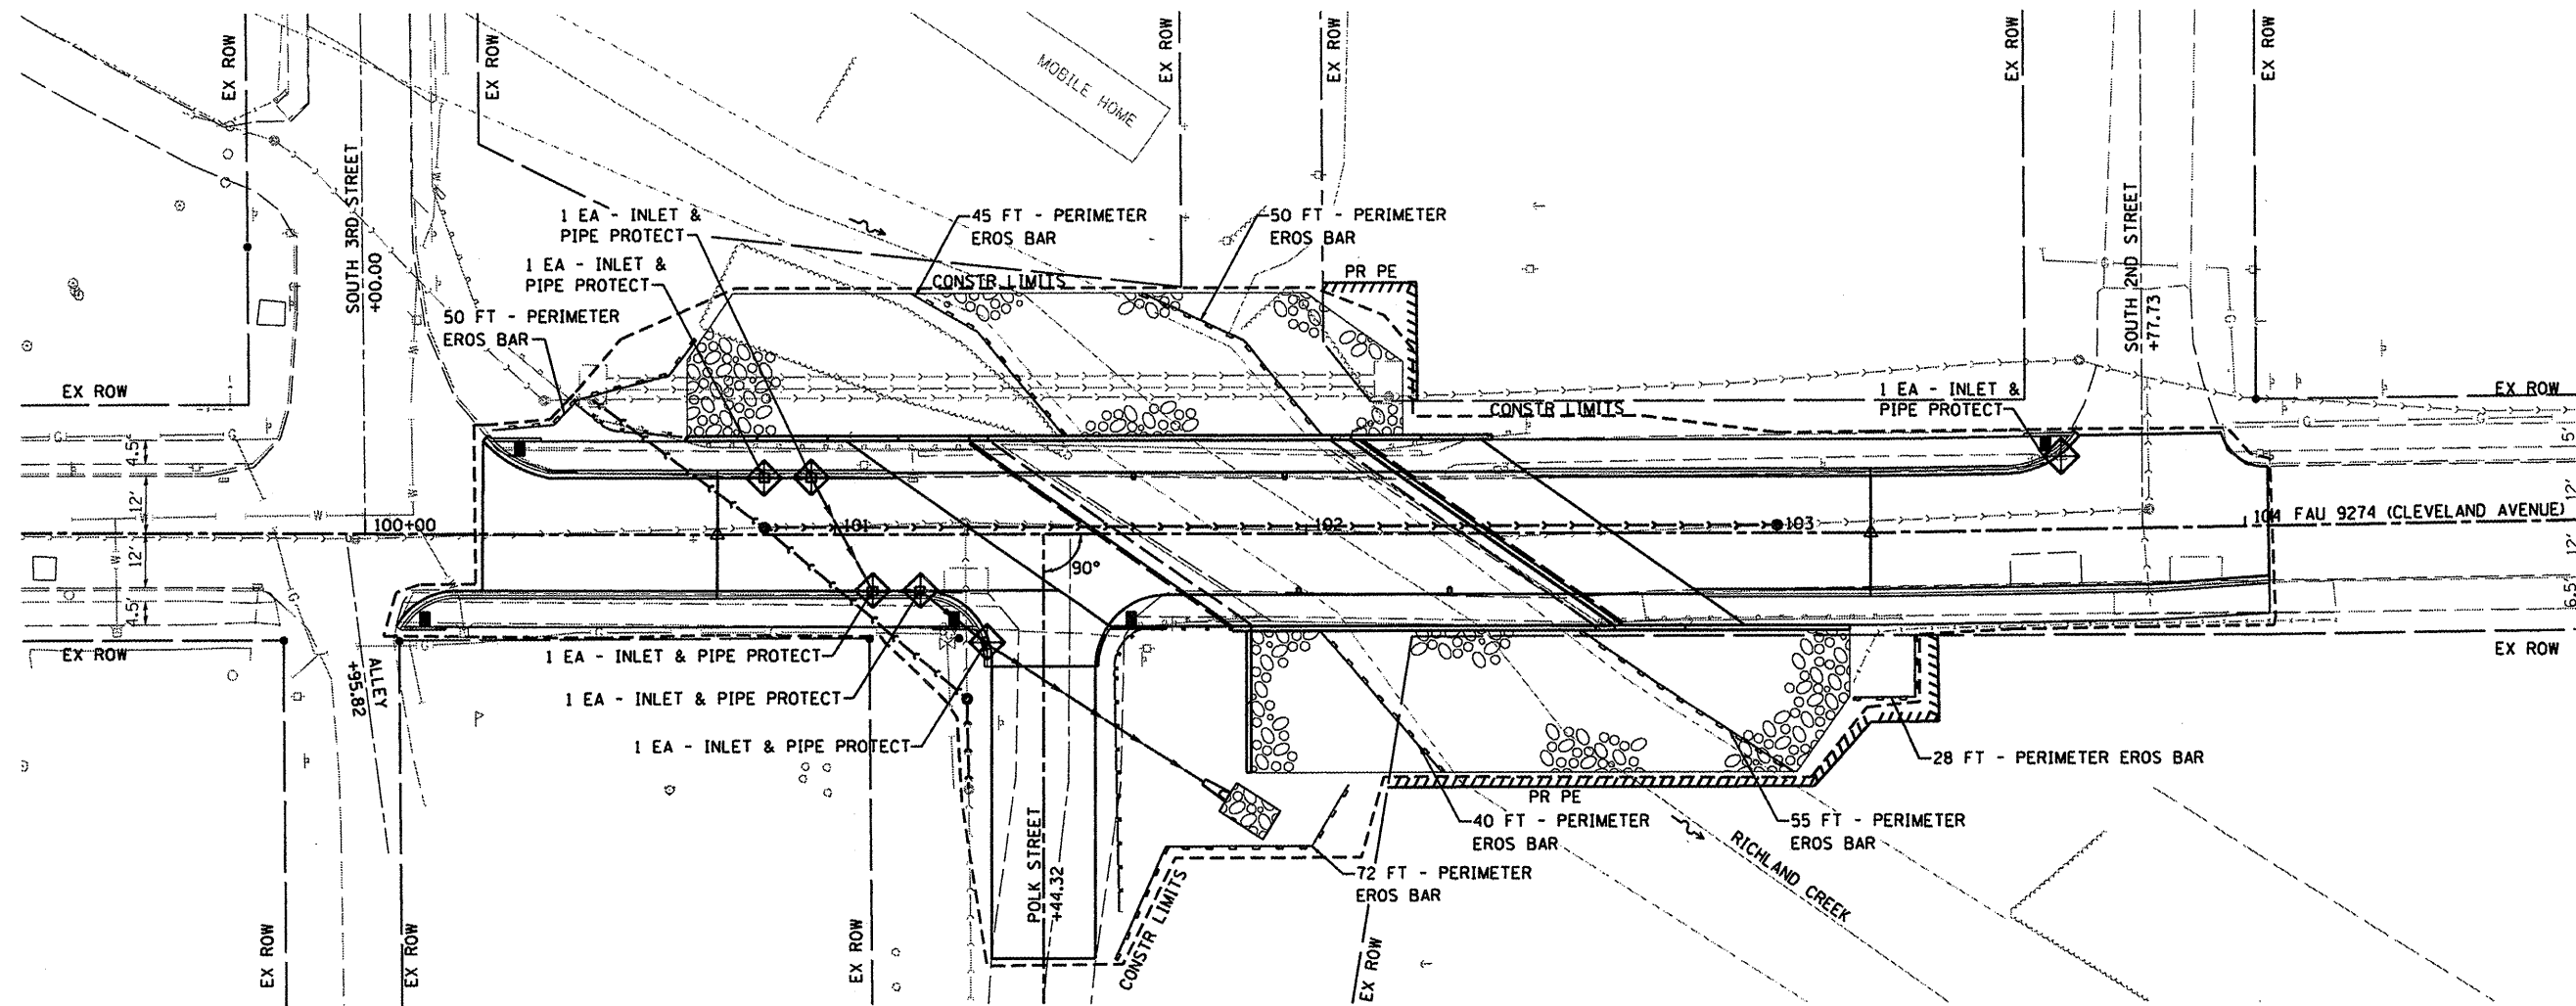 EX ROW
EX ROW
EX ROW
EX ROW
EX ROW
EX ROW
MOBILE HOME
SOUTH 3RD STREET
+00.00
1 EA - INLET &
PIPE PROTECT
1 EA - INLET &
PIPE PROTECT
50 FT - PERIMETER
EROS BAR
45 FT - PERIMETER
EROS BAR
50 FT - PERIMETER
EROS BAR
CONSTR LIMITS
PR PE
SOUTH 2ND STREET
+77.73
EX ROW
1 EA - INLET &
PIPE PROTECT
CONSTR LIMITS
EX ROW
4.5'
12'
12'
4.5'
100+00
101
102
103
104 FAU 9274 (CLEVELAND AVENUE)
5'
12'
12'
6.5'
90°
EX ROW
EX ROW
ALLEY
+95.82
1 EA - INLET & PIPE PROTECT
1 EA - INLET & PIPE PROTECT
1 EA - INLET & PIPE PROTECT
28 FT - PERIMETER EROS BAR
PR PE
40 FT - PERIMETER
EROS BAR
55 FT - PERIMETER
EROS BAR
72 FT - PERIMETER
EROS BAR
RICHLAND CREEK
POLK STREET
+44.32
CONSTR LIMITS
EX ROW
EX ROW
EX ROW
EX ROW